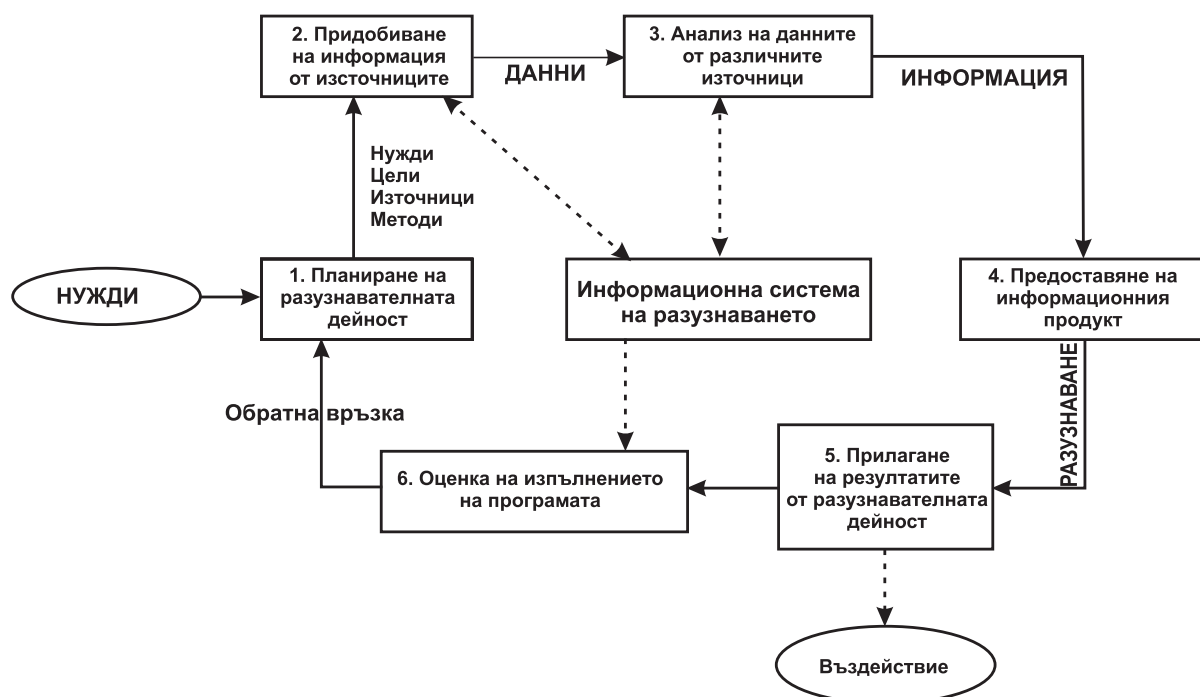 2. Придобиване
на информация
от изсточниците
ДАННИ
3. Анализ на данните
от различните
източници
ИНФОРМАЦИЯ
Нужди
Цели
Източници
Методи
НУЖДИ
1. Планиране на
разузнавателната
дейност
Информационна система
на разузнаването
4. Предоставяне на
информационния
продукт
РАЗУЗНАВАНЕ
Обратна връзка
6. Оценка на изпълнението
на програмата
5. Прилагане
на резултатите
от разузнавателната
дейност
Въздействие